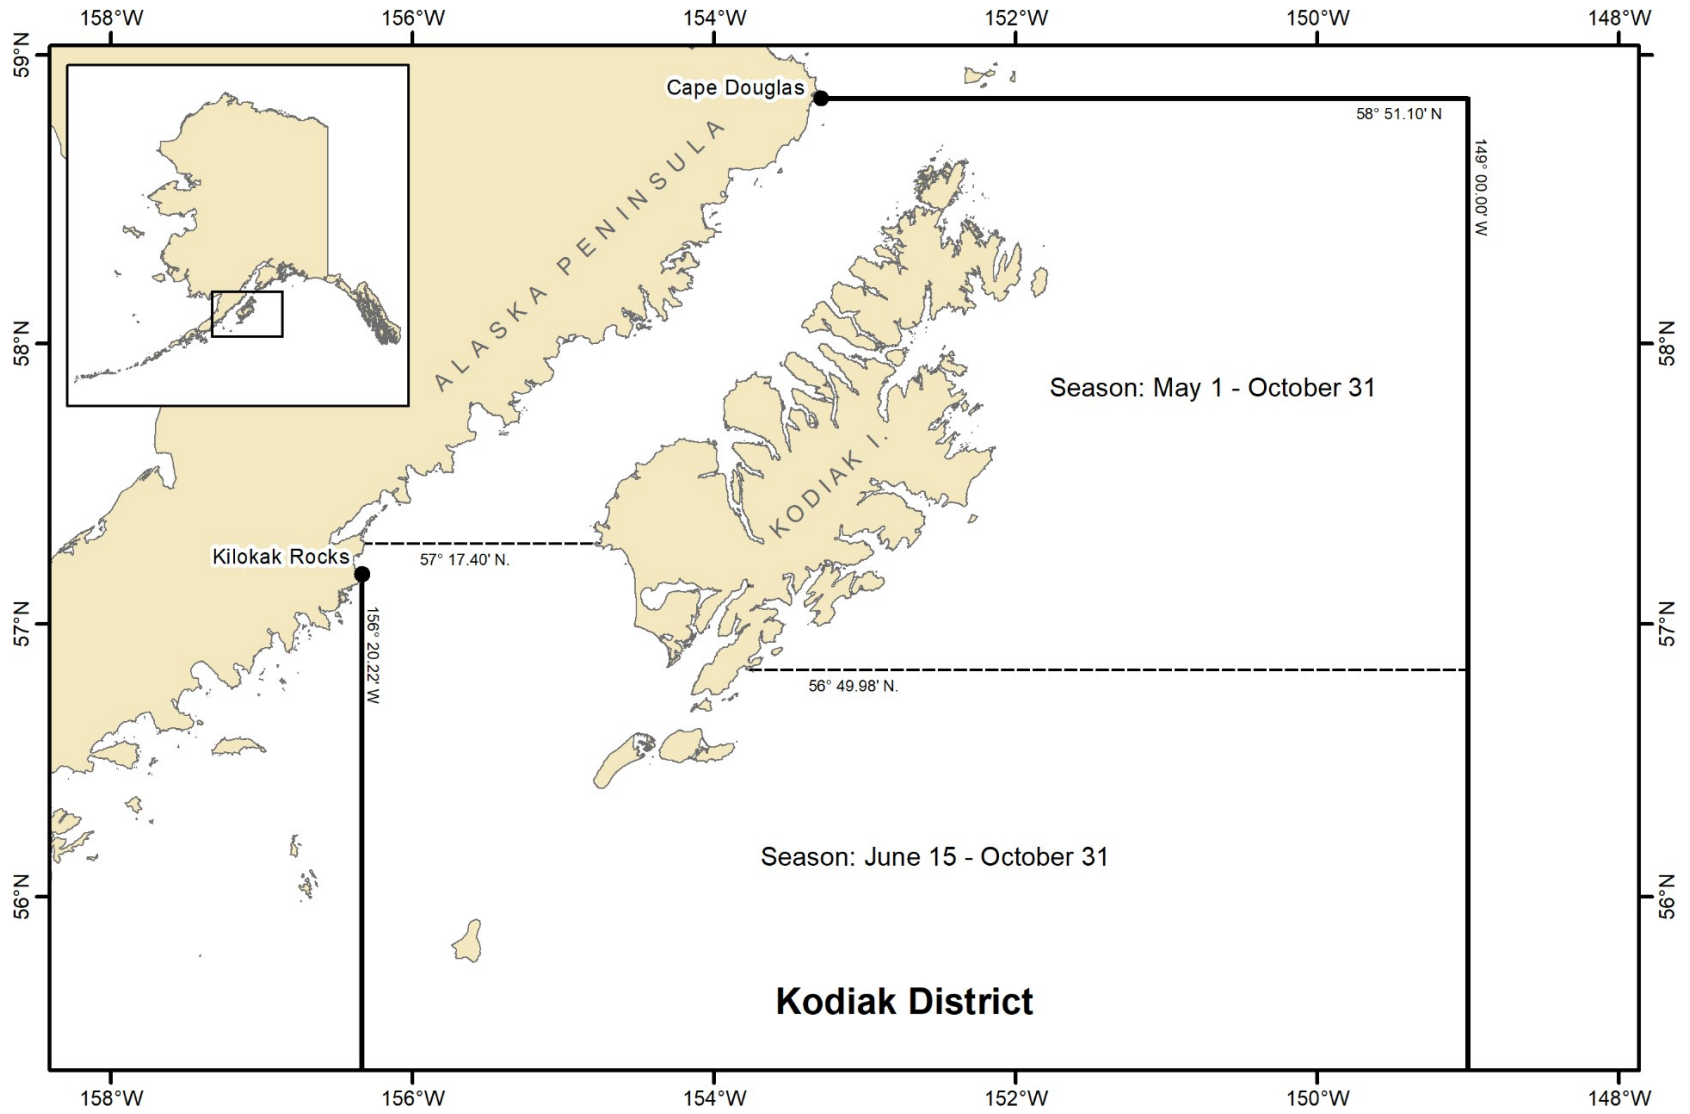 158°W 156°W 154°W 152°W 150°W 148°W
59°N
Cape Douglas
58° 51.10' N
149° 00.00' W
ALASKA PENINSULA
58°N
58°N
Season: May 1 - October 31
KODIAK I.
Kilokak Rocks
57° 17.40' N.
156° 20.22' W
57°N
57°N
56° 49.98' N.
Season: June 15 - October 31
56°N
56°N
Kodiak District
158°W 156°W 154°W 152°W 150°W 148°W